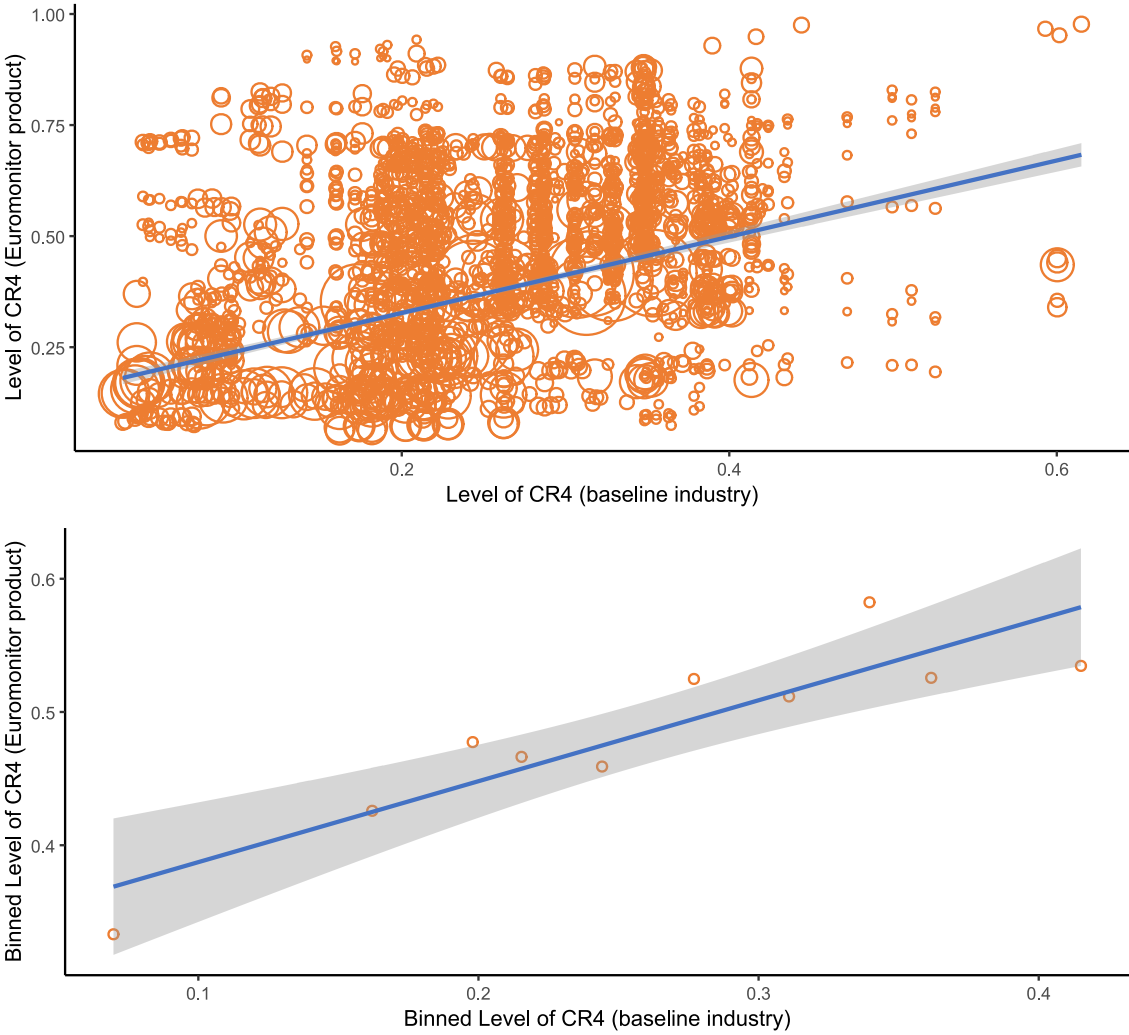 Level of CR4 (Euromonitor product)
1.00
0.75
0.50
0.25
0.2 0.4 0.6
Level of CR4 (baseline industry)
Binned Level of CR4 (Euromonitor product)
0.6
0.5
0.4
0.1 0.2 0.3 0.4
Binned Level of CR4 (baseline industry)